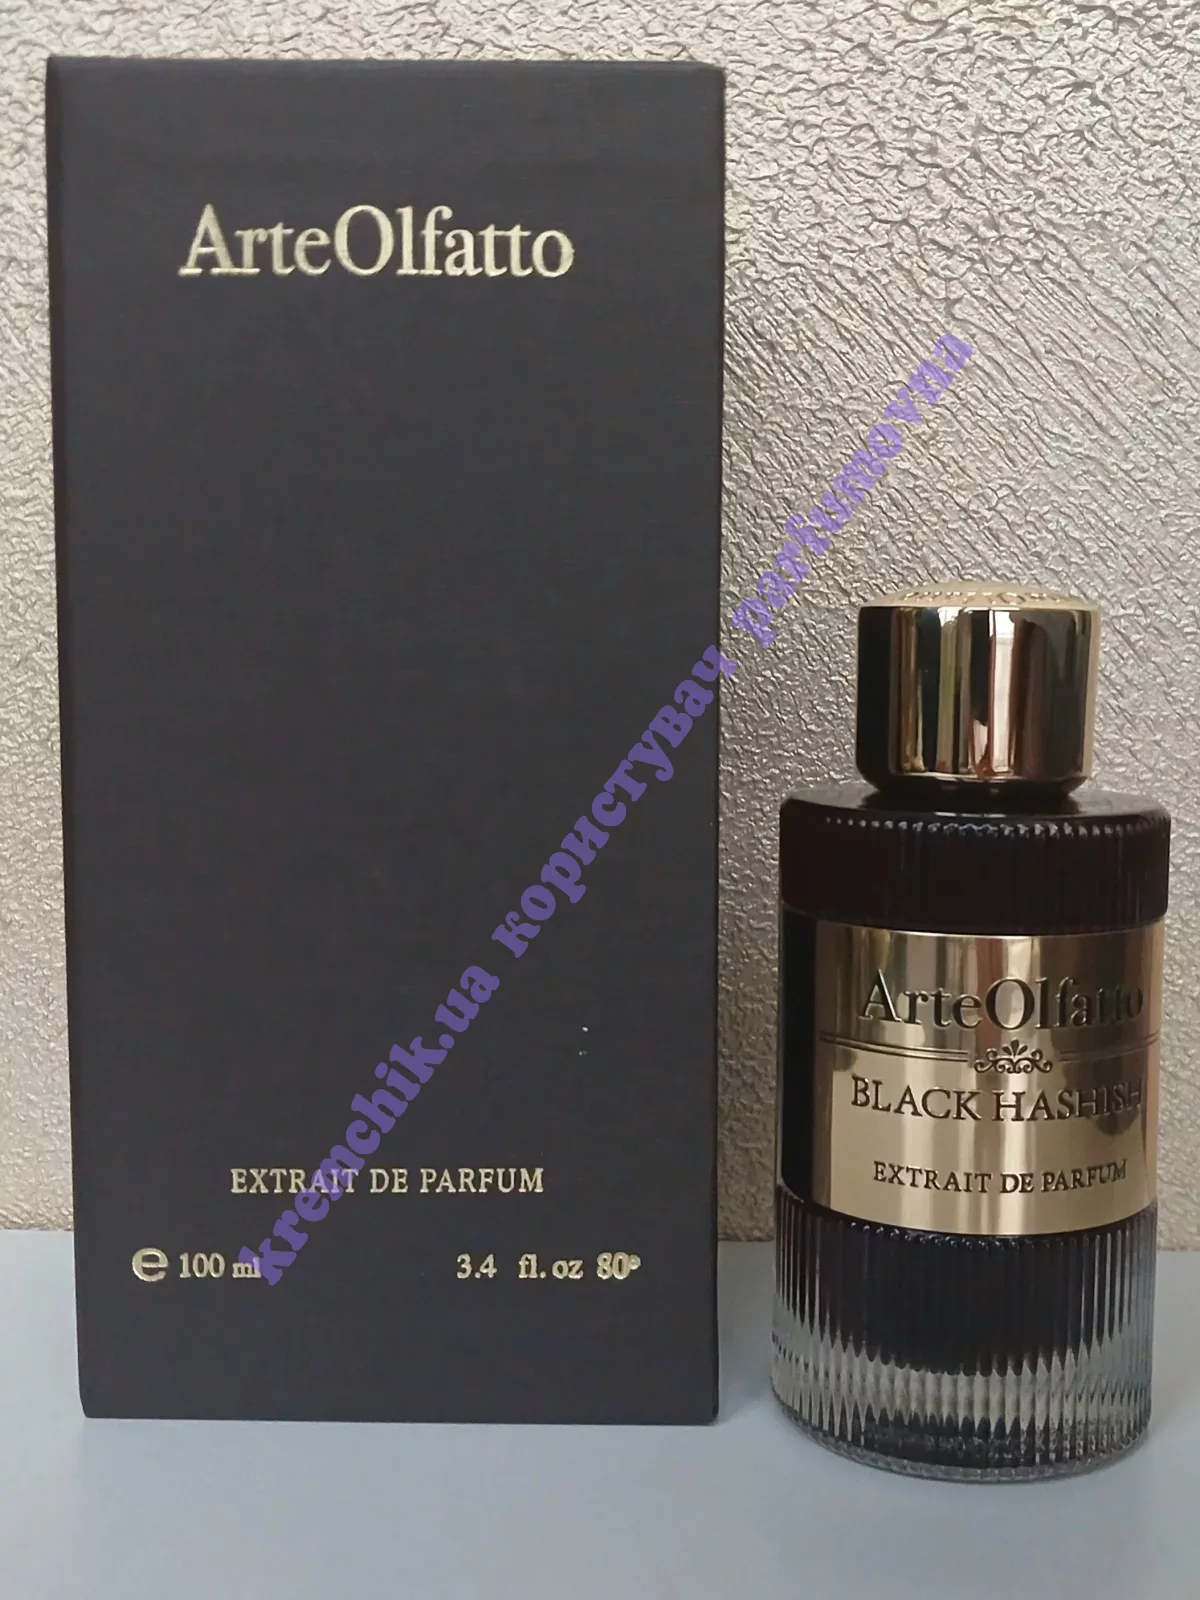 ArteOlfatto
EXTRAIT DE PARFUM
℮ 100 ml
3.4 fl. oz 80°
kremchik.ua користувач parfumovna
ArteOlfatto
BLACK HASHISH
EXTRAIT DE PARFUM